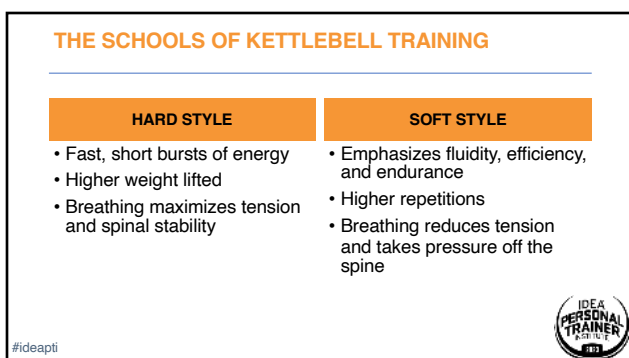 THE SCHOOLS OF KETTLEBELL TRAINING
HARD STYLE
• Fast, short bursts of energy
• Higher weight lifted
• Breathing maximizes tension
and spinal stability
SOFT STYLE
• Emphasizes fluidity, efficiency,
and endurance
• Higher repetitions
• Breathing reduces tension
and takes pressure off the
spine
#ideapti
IDEA
PERSONAL
TRAINER
INSTITUTE